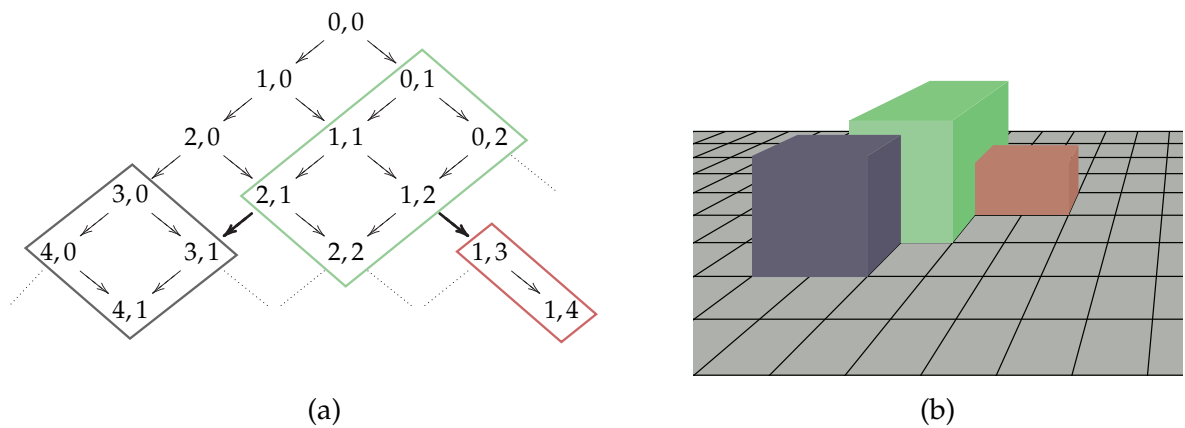 0, 0
1, 0 0, 1
2, 0 1, 1 0, 2
3, 0 2, 1 1, 2
4, 0 3, 1 2, 2 1, 3
4, 1 1, 4
(a) (b)